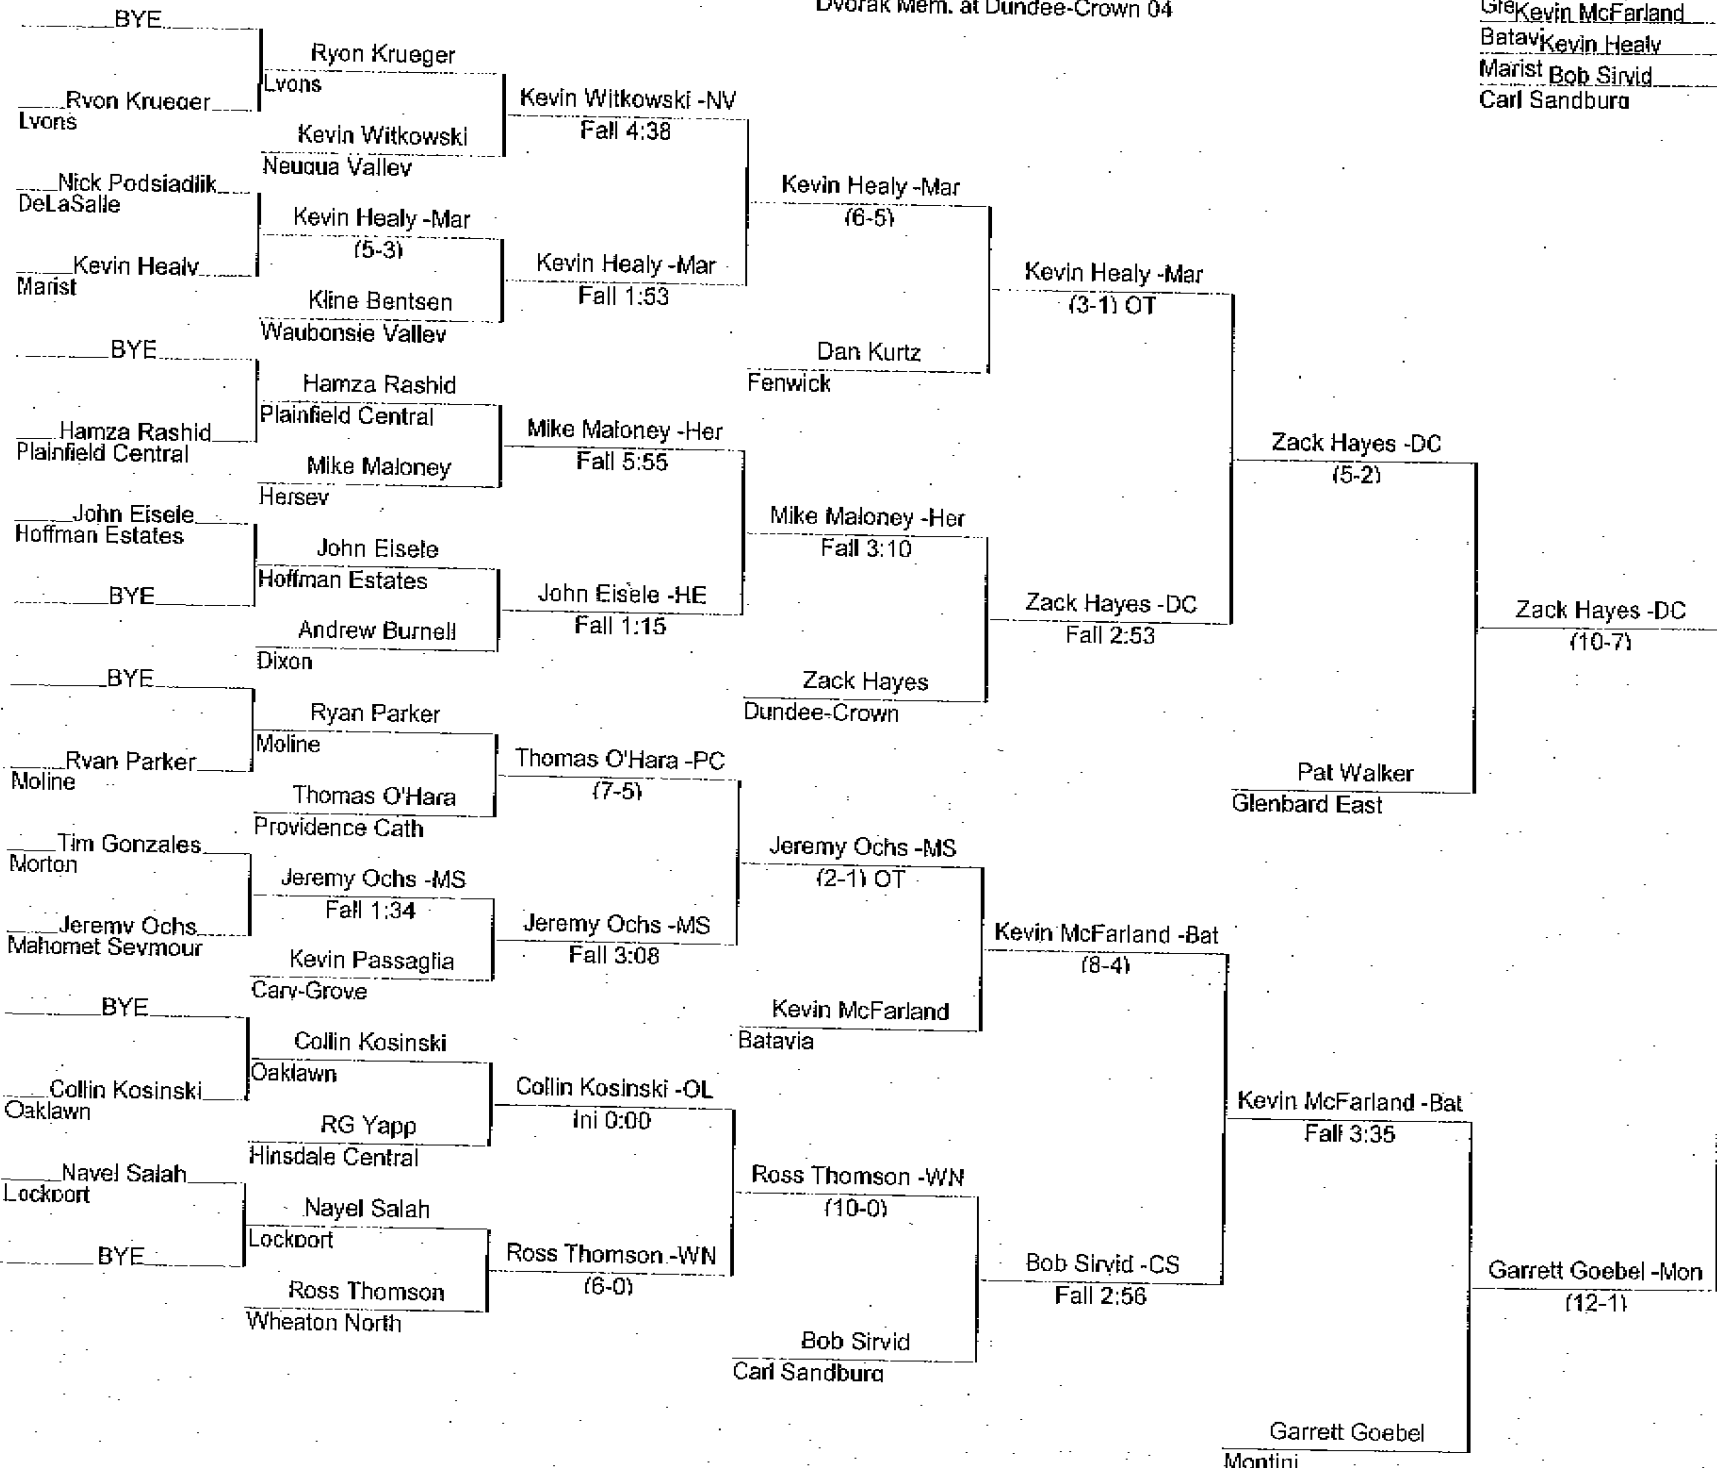 Dvorak Mem. at Dundee-Crown 04
Gre Kevin McFarland
Batavi Kevin Healy
Marist Bob Sirvid
Carl Sandburg
BYE
Ryon Krueger
Lyons
Nick Podsiadlik
DeLaSalle
Kevin Healy
Marist
BYE
Hamza Rashid
Plainfield Central
John Eisele
Hoffman Estates
BYE
BYE
Ryan Parker
Moline
Tim Gonzales
Morton
Jeremy Ochs
Mahomet Seymour
BYE
Collin Kosinski
Oaklawn
Nayel Salah
Lockport
BYE
Ryon Krueger
Lyons
Kevin Witkowski
Neuqua Valley
Kevin Healy -Mar
(5-3)
Kline Bentsen
Waubonsie Valley
Hamza Rashid
Plainfield Central
Mike Maloney
Hersey
John Eisele
Hoffman Estates
Andrew Burnell
Dixon
Ryan Parker
Moline
Thomas O'Hara
Providence Cath
Jeremy Ochs -MS
Fall 1:34
Kevin Passaglia
Cary-Grove
Collin Kosinski
Oaklawn
RG Yapp
Hinsdale Central
Nayel Salah
Lockport
Ross Thomson
Wheaton North
Kevin Witkowski -NV
Fall 4:38
Kevin Healy -Mar
Fall 1:53
Mike Maloney -Her
Fall 5:55
John Eisele -HE
Fall 1:15
Thomas O'Hara -PC
(7-5)
Jeremy Ochs -MS
Fall 3:08
Collin Kosinski -OL
Inj 0:00
Ross Thomson -WN
(6-0)
Kevin Healy -Mar
(6-5)
Dan Kurtz
Fenwick
Mike Maloney -Her
Fall 3:10
Zack Hayes
Dundee-Crown
Jeremy Ochs -MS
(2-1) OT
Kevin McFarland
Batavia
Ross Thomson -WN
(10-0)
Bob Sirvid
Carl Sandburg
Kevin Healy -Mar
(3-1) OT
Zack Hayes -DC
Fall 2:53
Kevin McFarland -Bat
(8-4)
Bob Sirvid -CS
Fall 2:56
Zack Hayes -DC
(5-2)
Pat Walker
Glenbard East
Kevin McFarland -Bat
Fall 3:35
Garrett Goebel
Montini
Zack Hayes -DC
(10-7)
Garrett Goebel -Mon
(12-1)